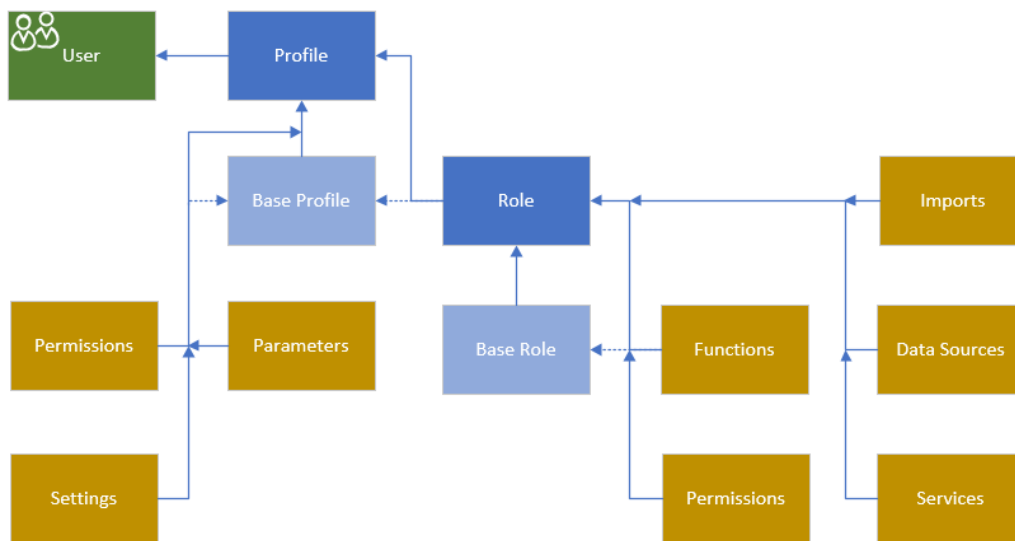 User
Profile
Base Profile
Role
Imports
Permissions
Parameters
Base Role
Functions
Data Sources
Settings
Permissions
Services